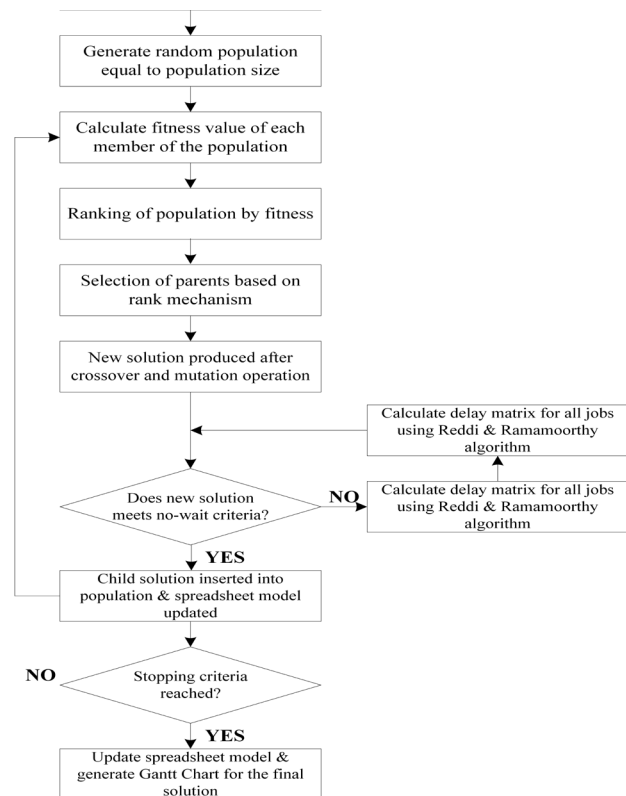 Generate random population
equal to population size
Calculate fitness value of each
member of the population
Ranking of population by fitness
Selection of parents based on
rank mechanism
New solution produced after
crossover and mutation operation
Calculate delay matrix for all jobs
using Reddi & Ramamoorthy
algorithm
Does new solution
meets no-wait criteria?
NO
Calculate delay matrix for all jobs
using Reddi & Ramamoorthy
algorithm
YES
Child solution inserted into
population & spreadsheet model
updated
NO
Stopping criteria
reached?
YES
Update spreadsheet model &
generate Gantt Chart for the final
solution